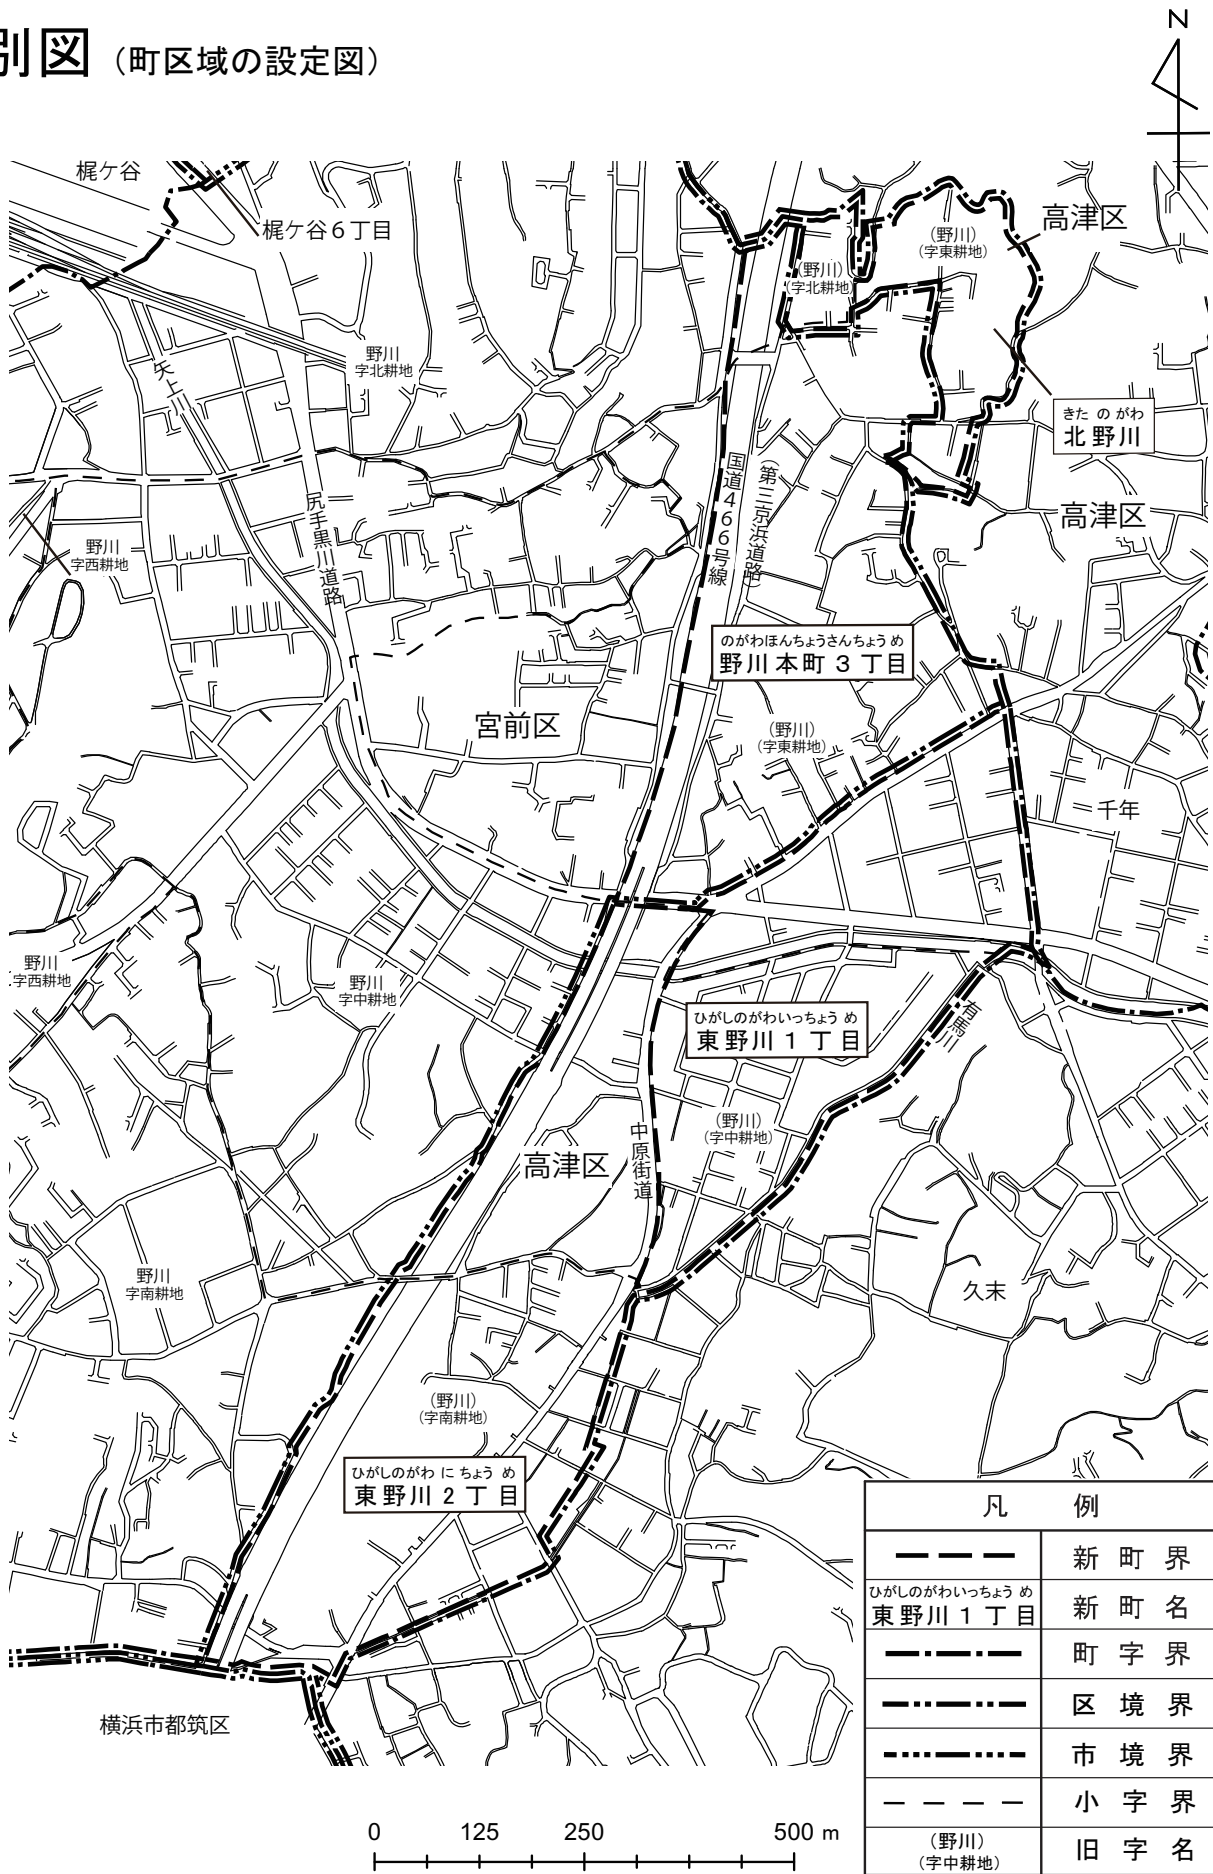 別図（町区域の設定図）
N
梶ケ谷
梶ケ谷６丁目
高津区
（野川）
（字東耕地）
（野川）
（字北耕地）
野川
字北耕地
矢上川
きた の がわ
北野川
国道４６６号線
（第三京浜道路）
高津区
尻手黒川道路
野川
字西耕地
のがわほんちょうさんちょうめ
野川本町３丁目
宮前区
（野川）
（字東耕地）
千年
野川
字西耕地
野川
字中耕地
ひがしのがわいっちょうめ
東野川１丁目
有馬川
（野川）
（字中耕地）
中原街道
高津区
野川
字南耕地
久末
（野川）
（字南耕地）
ひがしのがわ に ちょう め
東野川２丁目
横浜市都筑区
凡 例
新町界
ひがしのがわいっちょうめ
東野川１丁目
新町名
町字界
区境界
市境界
小字界
（野川）
（字中耕地）
旧字名
0 125 250 500 m